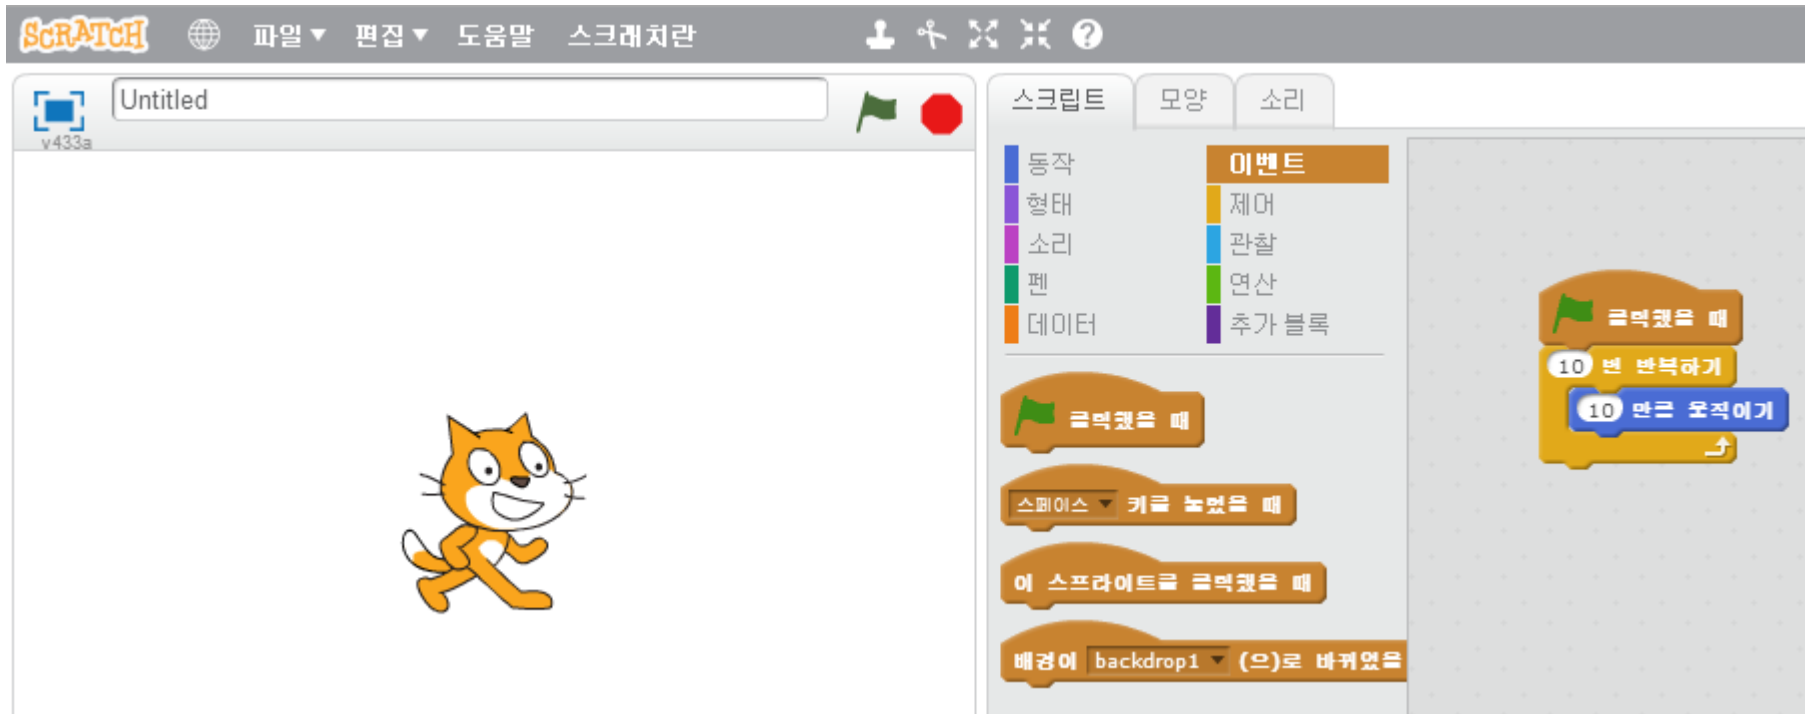 SCRATCH 파일 편집 도움말 스크래치란
Untitled
v433a
스크립트 모양 소리
동작 이벤트
형태 제어
소리 관찰
펜 연산
데이터 추가 블록
클릭했을 때
스페이스 키를 눌렀을 때
이 스프라이트를 클릭했을 때
배경이 backdrop1 (으)로 바뀌었을
클릭했을 때
10 번 반복하기
10 만큼 움직이기